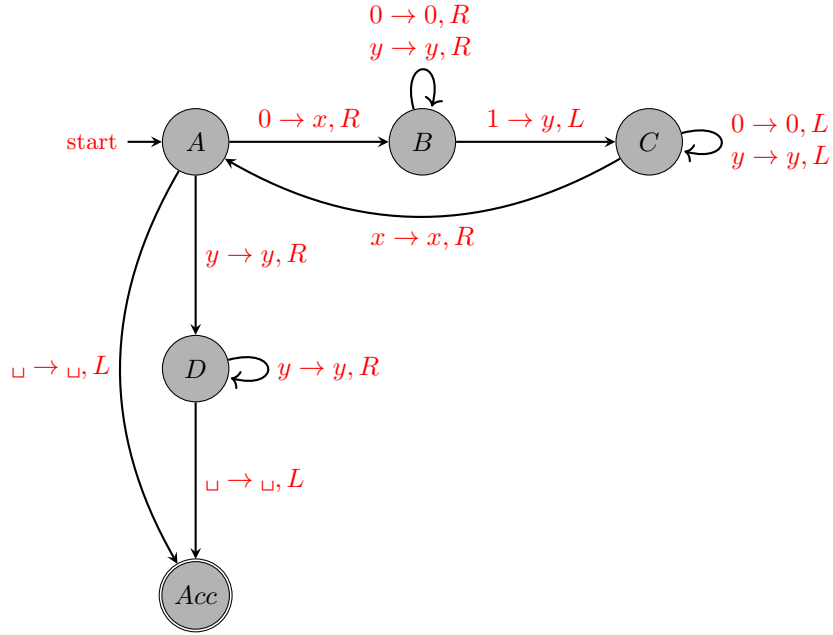 0 → 0, R
y → y, R
start
A
0 → x, R
B
1 → y, L
C
0 → 0, L
y → y, L
x → x, R
y → y, R
␣ → ␣, L
D
y → y, R
␣ → ␣, L
Acc